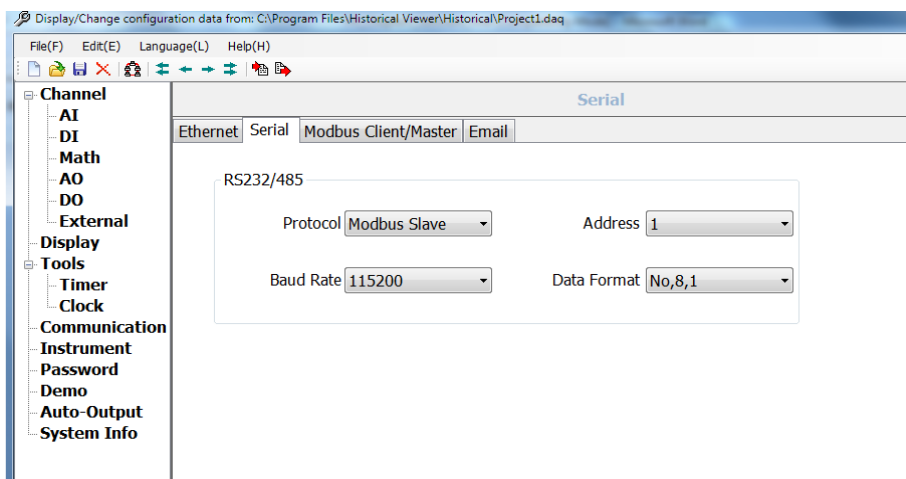 Display/Change configuration data from: C:\Program Files\Historical Viewer\Historical\Project1.daq
File(F) Edit(E) Language(L) Help(H)
Channel
AI
DI
Math
AO
DO
External
Display
Tools
Timer
Clock
Communication
Instrument
Password
Demo
Auto-Output
System Info
Serial
Ethernet Serial Modbus Client/Master Email
RS232/485
Protocol Modbus Slave Address 1
Baud Rate 115200 Data Format No,8,1